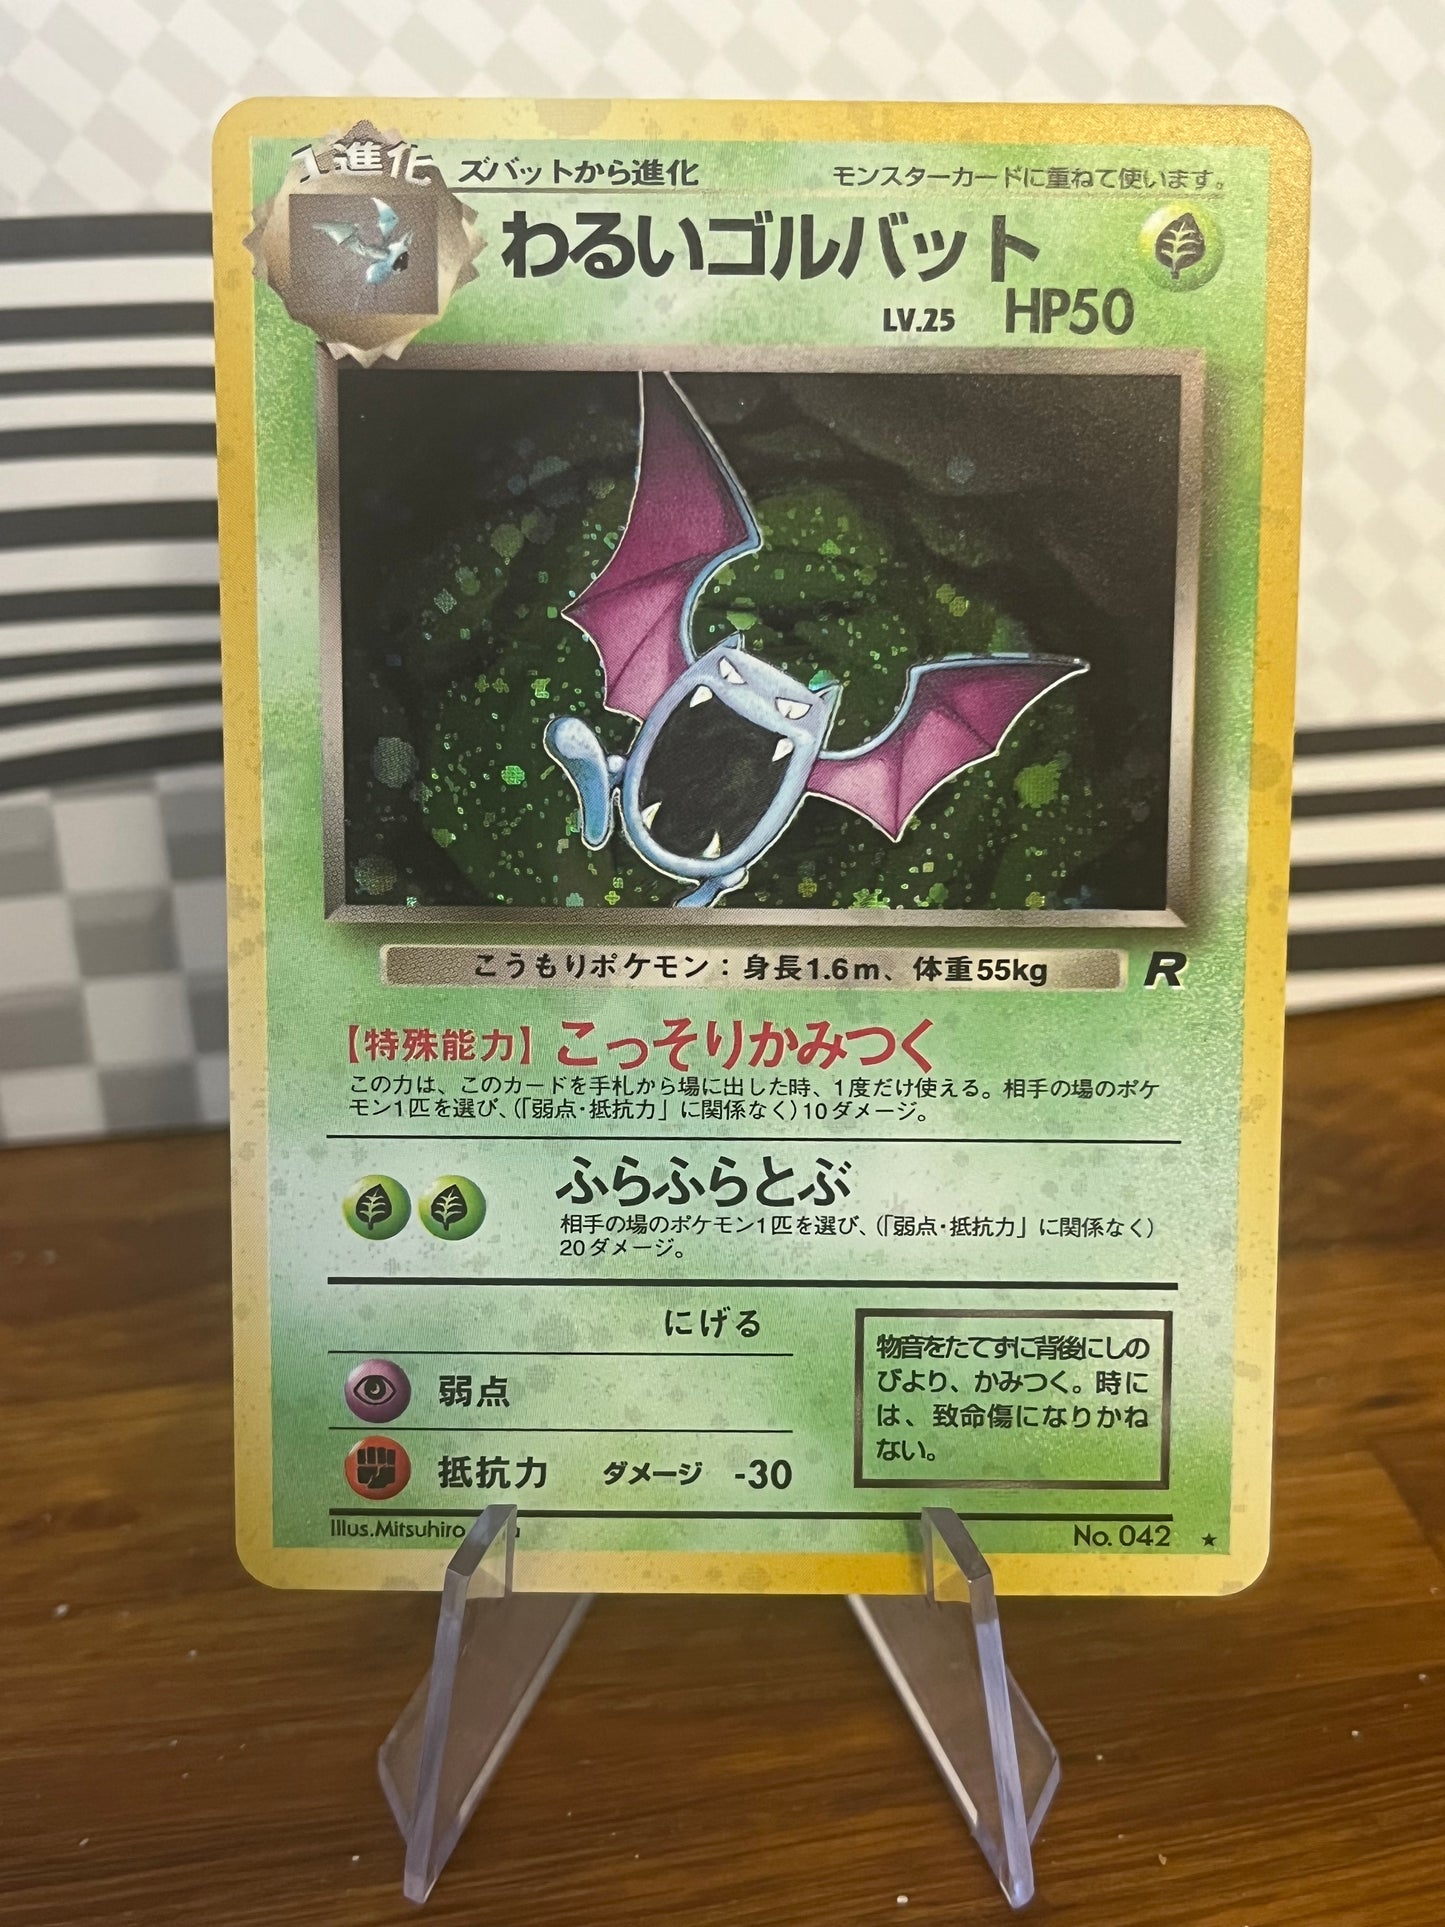 1進化
ズバットから進化
モンスターカードに重ねて使います。
わるいゴルバット
LV.25 HP50
こうもりポケモン：身長1.6m、体重55kg
R
【特殊能力】こっそりかみつく
この力は、このカードを手札から場に出した時、1度だけ使える。相手の場のポケ
モン1匹を選び、(「弱点・抵抗力」に関係なく)10ダメージ。
ふらふらとぶ
相手の場のポケモン1匹を選び、(「弱点・抵抗力」に関係なく)
20ダメージ。
にげる
弱点
抵抗力 ダメージ -30
物音をたてずに背後にしの
びより、かみつく。時に
は、致命傷になりかね
ない。
Illus.Mitsuhiro
No. 042 ★